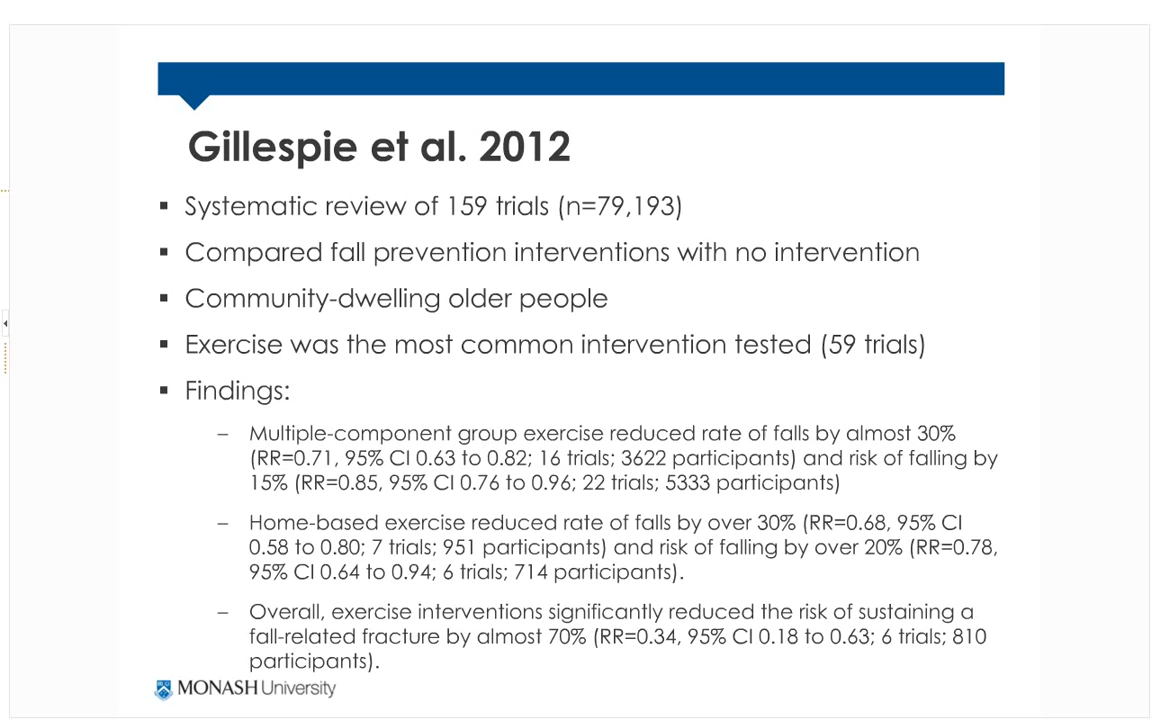 Gillespie et al. 2012
▪ Systematic review of 159 trials (n=79,193)
▪ Compared fall prevention interventions with no intervention
▪ Community-dwelling older people
▪ Exercise was the most common intervention tested (59 trials)
▪ Findings:
– Multiple-component group exercise reduced rate of falls by almost 30%
(RR=0.71, 95% CI 0.63 to 0.82; 16 trials; 3622 participants) and risk of falling by
15% (RR=0.85, 95% CI 0.76 to 0.96; 22 trials; 5333 participants)
– Home-based exercise reduced rate of falls by over 30% (RR=0.68, 95% CI
0.58 to 0.80; 7 trials; 951 participants) and risk of falling by over 20% (RR=0.78,
95% CI 0.64 to 0.94; 6 trials; 714 participants).
– Overall, exercise interventions significantly reduced the risk of sustaining a
fall-related fracture by almost 70% (RR=0.34, 95% CI 0.18 to 0.63; 6 trials; 810
participants).
MONASH University